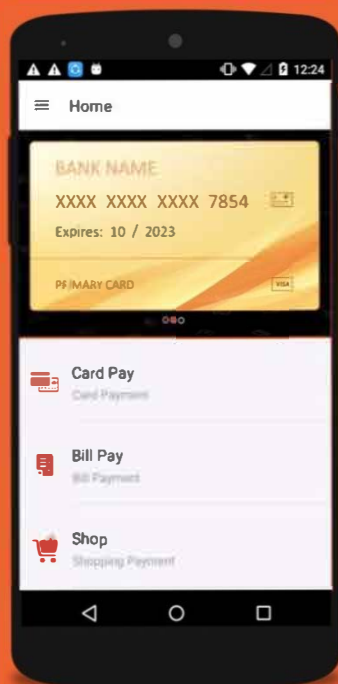 12:24
Home
BANK NAME
XXXX XXXX XXXX 7854
Expires: 10 / 2023
PRIMARY CARD
VISA
Card Pay
Card Payment
Bill Pay
Bill Payment
Shop
Shopping Payment